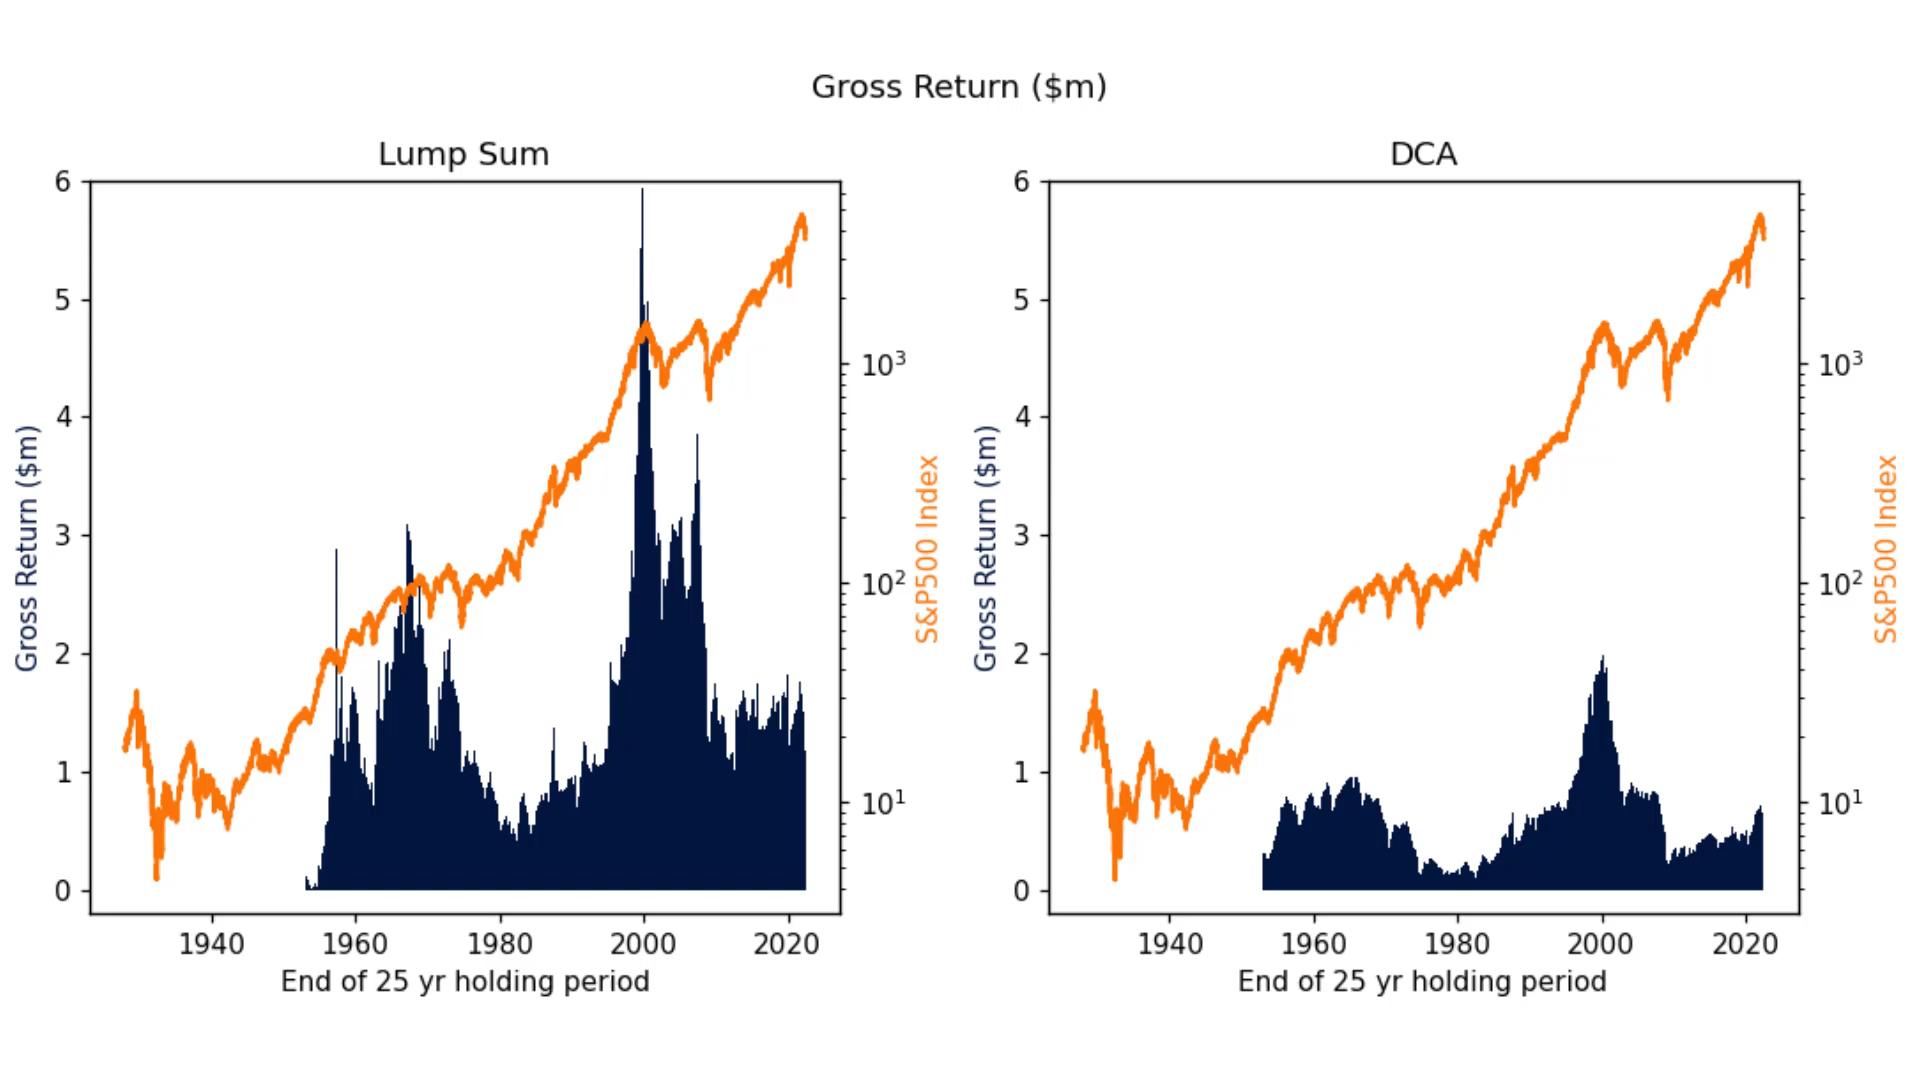 Gross Return ($m)
Lump Sum
6
5
4
3
2
1
0
Gross Return ($m)
10³
10²
10¹
S&P500 Index
1940 1960 1980 2000 2020
End of 25 yr holding period
DCA
6
5
4
3
2
1
0
Gross Return ($m)
10³
10²
10¹
S&P500 Index
1940 1960 1980 2000 2020
End of 25 yr holding period